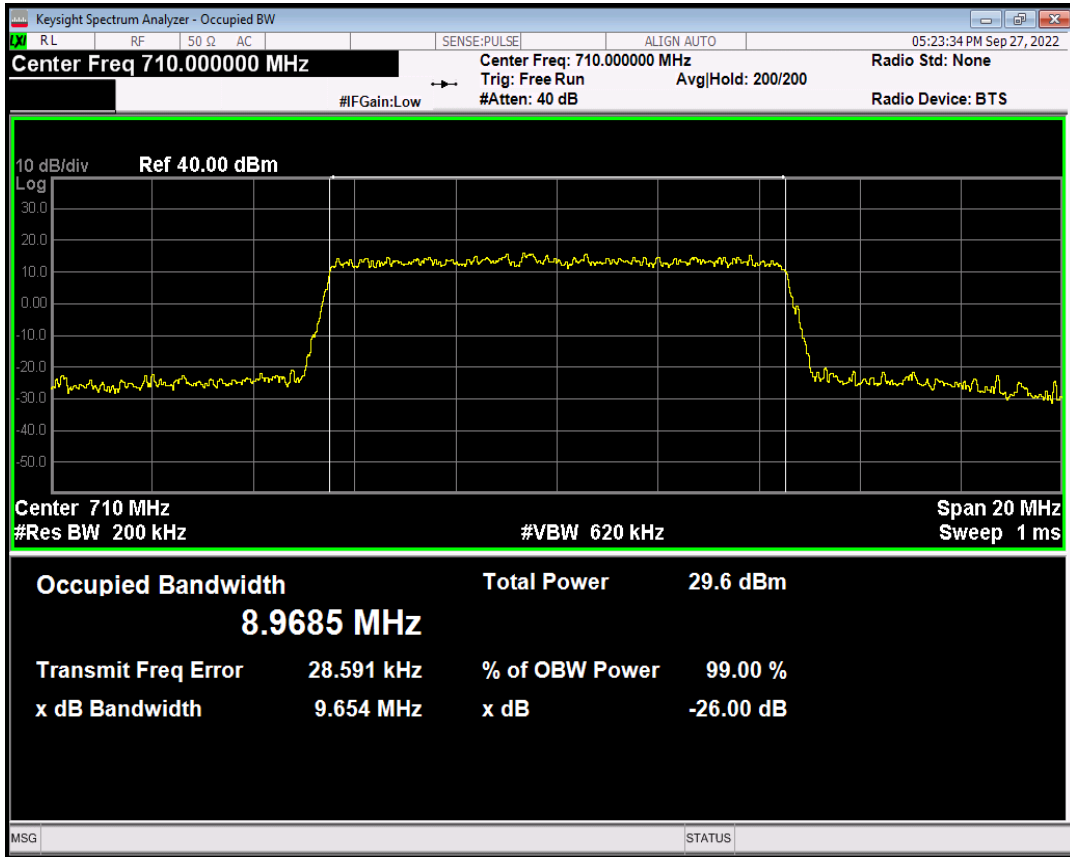 Keysight Spectrum Analyzer - Occupied BW
LXI RL RF 50 Ω AC SENSE:PULSE ALIGN AUTO 05:23:34 PM Sep 27, 2022
Center Freq 710.000000 MHz Center Freq: 710.000000 MHz Radio Std: None
Trig: Free Run Avg|Hold: 200/200
#IFGain:Low #Atten: 40 dB Radio Device: BTS
10 dB/div Ref 40.00 dBm
Log
30.0
20.0
10.0
0.00
-10.0
-20.0
-30.0
-40.0
-50.0
Center 710 MHz Span 20 MHz
#Res BW 200 kHz #VBW 620 kHz Sweep 1 ms
Occupied Bandwidth Total Power 29.6 dBm
8.9685 MHz
Transmit Freq Error 28.591 kHz % of OBW Power 99.00 %
x dB Bandwidth 9.654 MHz x dB -26.00 dB
MSG STATUS